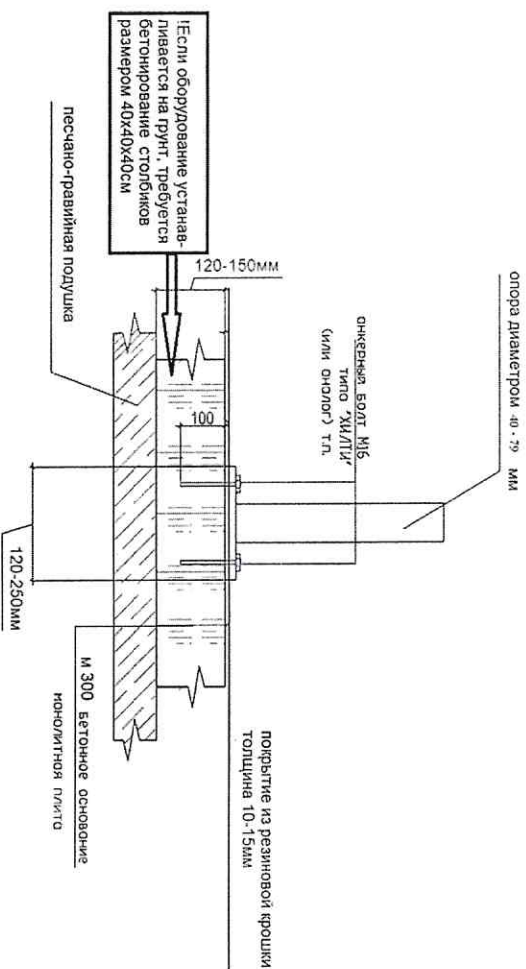 опора диаметром 40 - 79 мм
анкерный болт М16
типа "ХИЛТИ"
(или аналог) т.п.
!Если оборудование устанав-
ливается на грунт, требуется
бетонирование столбиков
размером 40х40х40см
120-150мм
100
покрытие из резиновой крошки
толщина 10-15мм
песчано-гравийная подушка
120-250мм
м 300 бетонное основание
монолитная плита